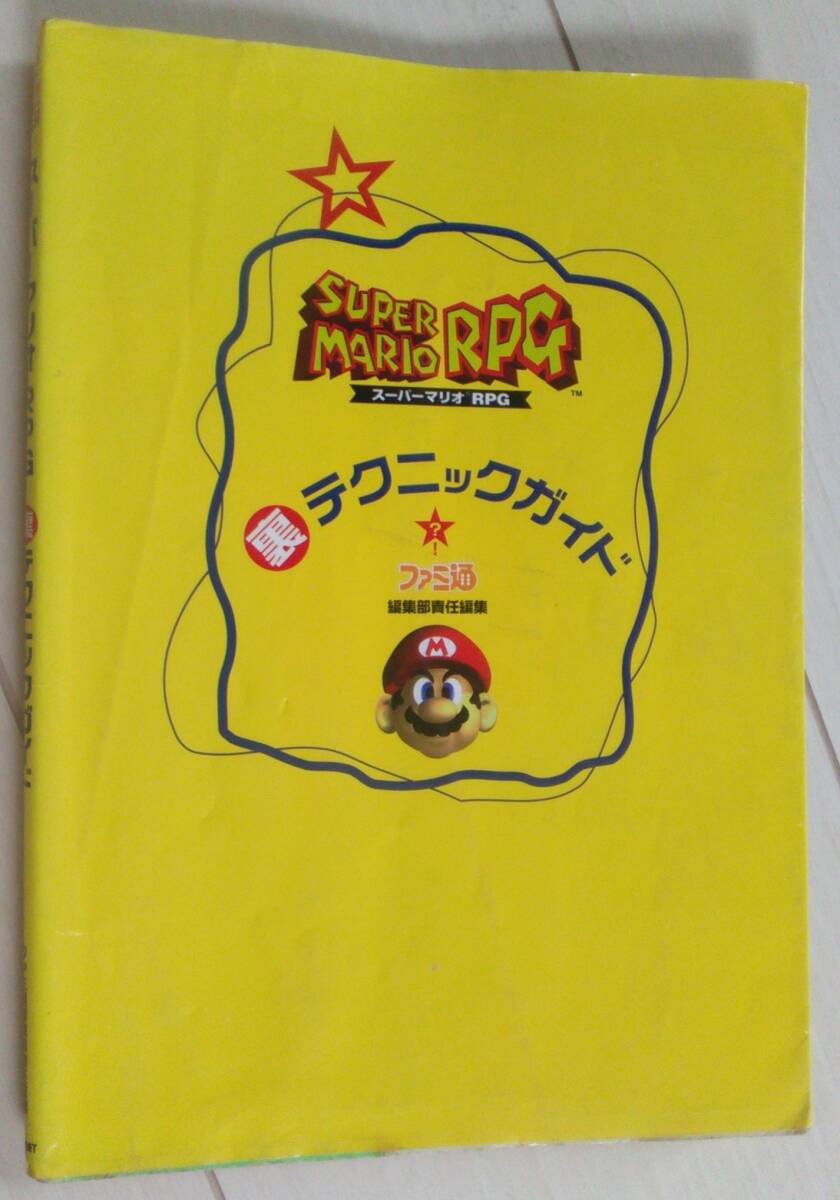 SUPER
MARIO RPG
TM
スーパーマリオ RPG
裏テクニックガイド
?!
ファミ通
編集部責任編集
M